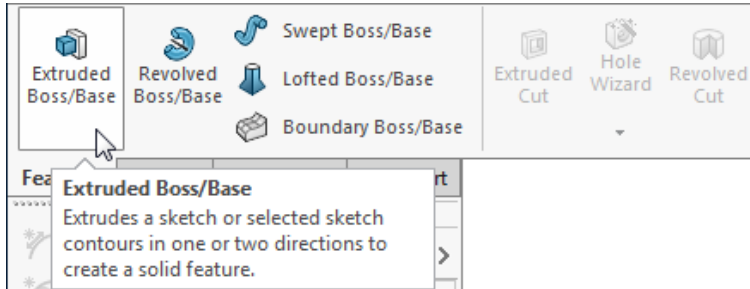 Extruded
Boss/Base
Revolved
Boss/Base
Swept Boss/Base
Lofted Boss/Base
Boundary Boss/Base
Extruded
Cut
Hole
Wizard
Revolved
Cut
Extruded Boss/Base
Extrudes a sketch or selected sketch
contours in one or two directions to
create a solid feature.